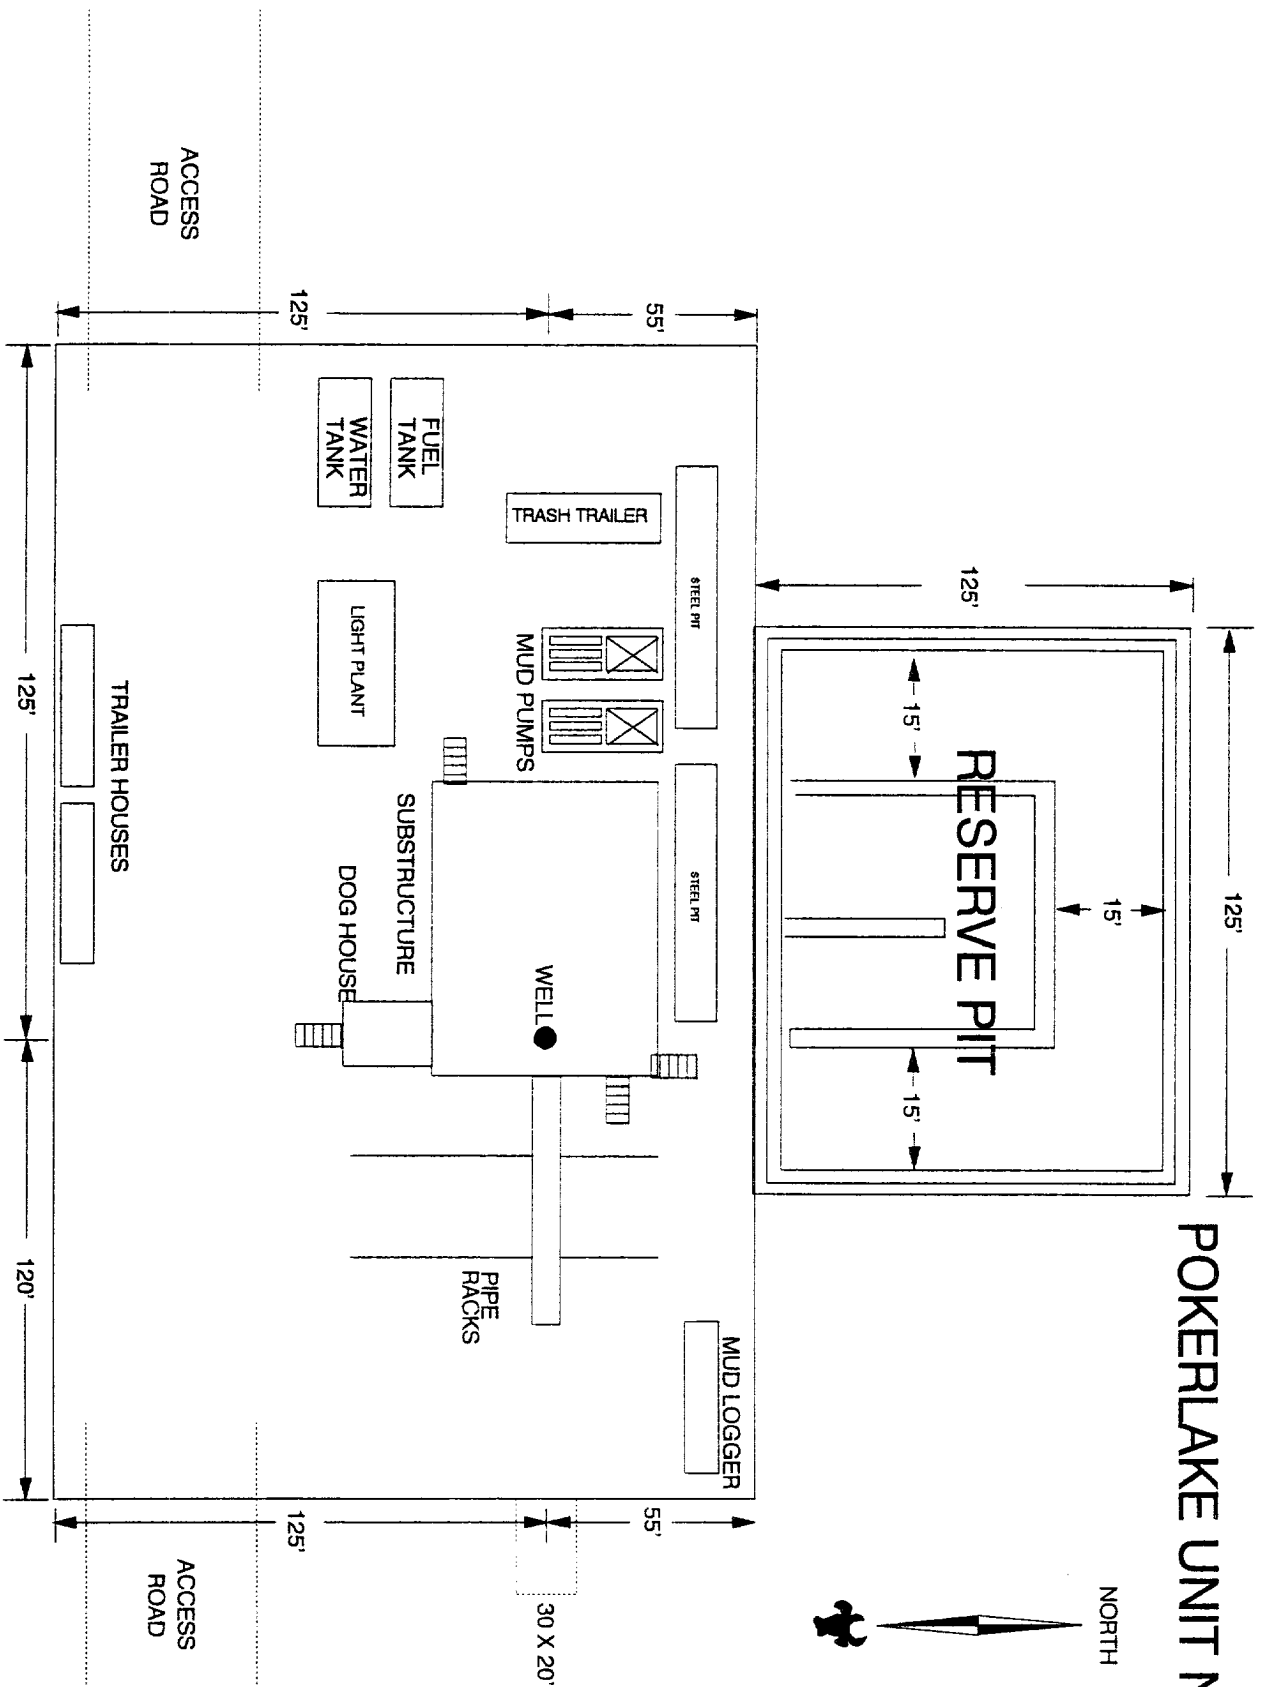 POKERLAKE UNIT N
NORTH
125'
125'
15'
RESERVE PIT
15'
15'
55'
125'
STEEL PIT
STEEL PIT
TRASH TRAILER
MUD PUMPS
MUD LOGGER
WELL
FUEL
TANK
WATER
TANK
LIGHT PLANT
SUBSTRUCTURE
DOG HOUSE
PIPE
RACKS
55'
125'
30 X 20'
ACCESS
ROAD
ACCESS
ROAD
TRAILER HOUSES
125'
120'